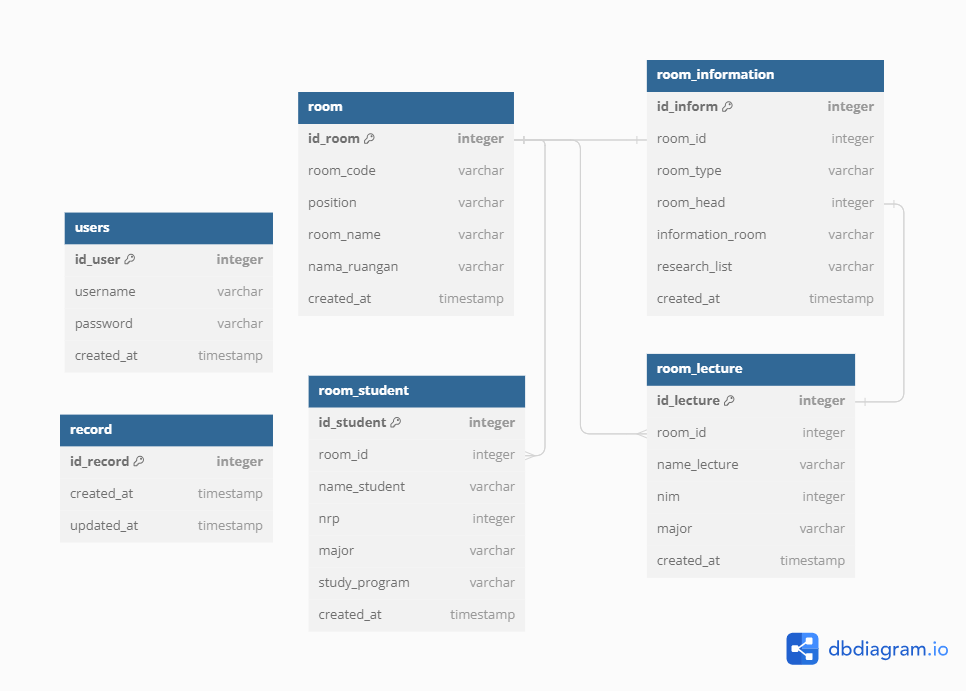 room
id_room integer
room_code varchar
position varchar
room_name varchar
nama_ruangan varchar
created_at timestamp
room_information
id_inform integer
room_id integer
room_type varchar
room_head integer
information_room varchar
research_list varchar
created_at timestamp
users
id_user integer
username varchar
password varchar
created_at timestamp
record
id_record integer
created_at timestamp
updated_at timestamp
room_student
id_student integer
room_id integer
name_student varchar
nrp integer
major varchar
study_program varchar
created_at timestamp
room_lecture
id_lecture integer
room_id integer
name_lecture varchar
nim integer
major varchar
created_at timestamp
dbdiagram.io